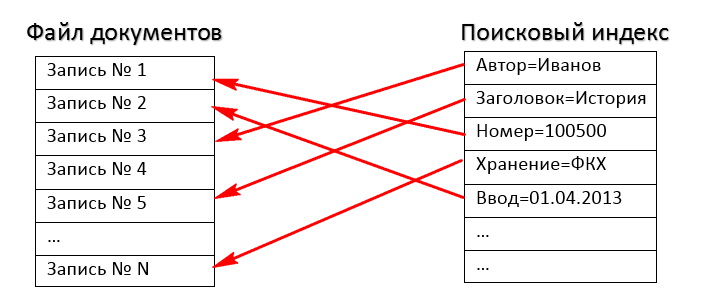 Файл документов
Запись № 1
Запись № 2
Запись № 3
Запись № 4
Запись № 5
...
Запись № N
Поисковый индекс
Автор=Иванов
Заголовок=История
Номер=100500
Хранение=ФКХ
Ввод=01.04.2013
...
...